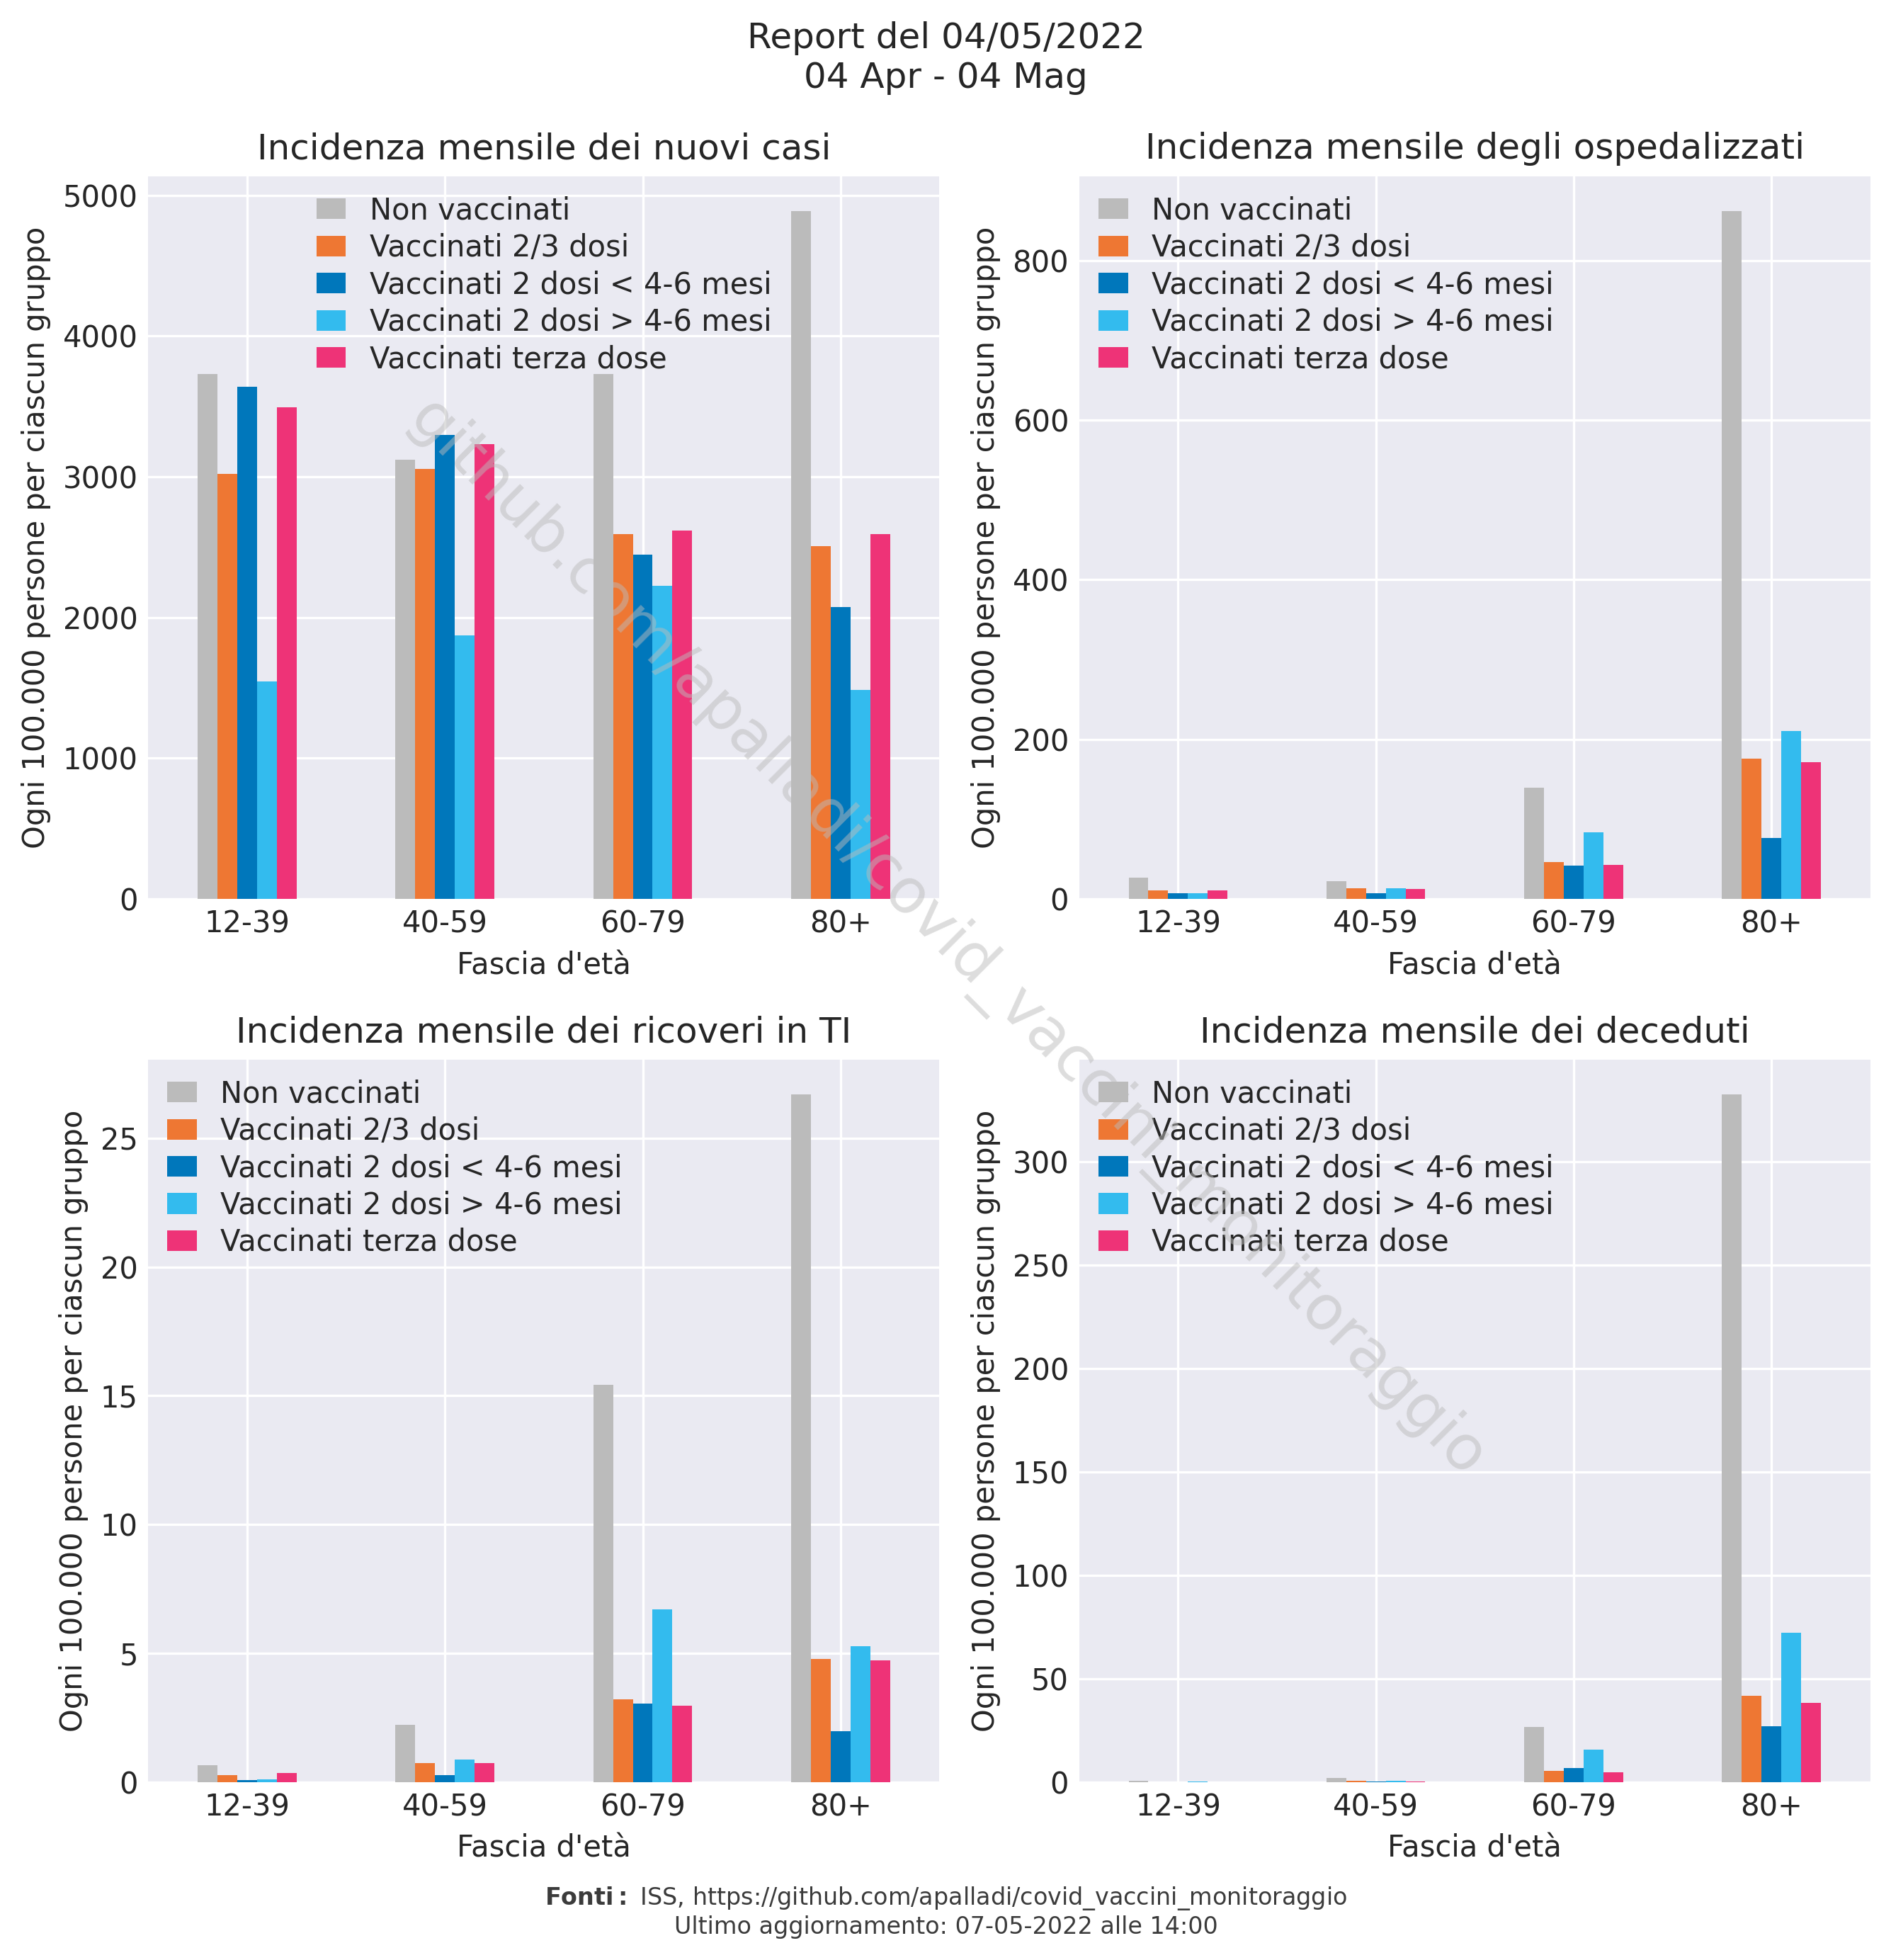 Report del 04/05/2022
04 Apr - 04 Mag
Incidenza mensile dei nuovi casi
Ogni 100.000 persone per ciascun gruppo
5000
4000
3000
2000
1000
0
Non vaccinati
Vaccinati 2/3 dosi
Vaccinati 2 dosi < 4-6 mesi
Vaccinati 2 dosi > 4-6 mesi
Vaccinati terza dose
12-39 40-59 60-79 80+
Fascia d'età
Incidenza mensile degli ospedalizzati
Ogni 100.000 persone per ciascun gruppo
800
600
400
200
0
Non vaccinati
Vaccinati 2/3 dosi
Vaccinati 2 dosi < 4-6 mesi
Vaccinati 2 dosi > 4-6 mesi
Vaccinati terza dose
12-39 40-59 60-79 80+
Fascia d'età
Incidenza mensile dei ricoveri in TI
Ogni 100.000 persone per ciascun gruppo
25
20
15
10
5
0
Non vaccinati
Vaccinati 2/3 dosi
Vaccinati 2 dosi < 4-6 mesi
Vaccinati 2 dosi > 4-6 mesi
Vaccinati terza dose
12-39 40-59 60-79 80+
Fascia d'età
Incidenza mensile dei deceduti
Ogni 100.000 persone per ciascun gruppo
300
250
200
150
100
50
0
Non vaccinati
Vaccinati 2/3 dosi
Vaccinati 2 dosi < 4-6 mesi
Vaccinati 2 dosi > 4-6 mesi
Vaccinati terza dose
12-39 40-59 60-79 80+
Fascia d'età
github.com/apalladi/covid_vaccini_monitoraggio
Fonti: ISS, https://github.com/apalladi/covid_vaccini_monitoraggio
Ultimo aggiornamento: 07-05-2022 alle 14:00